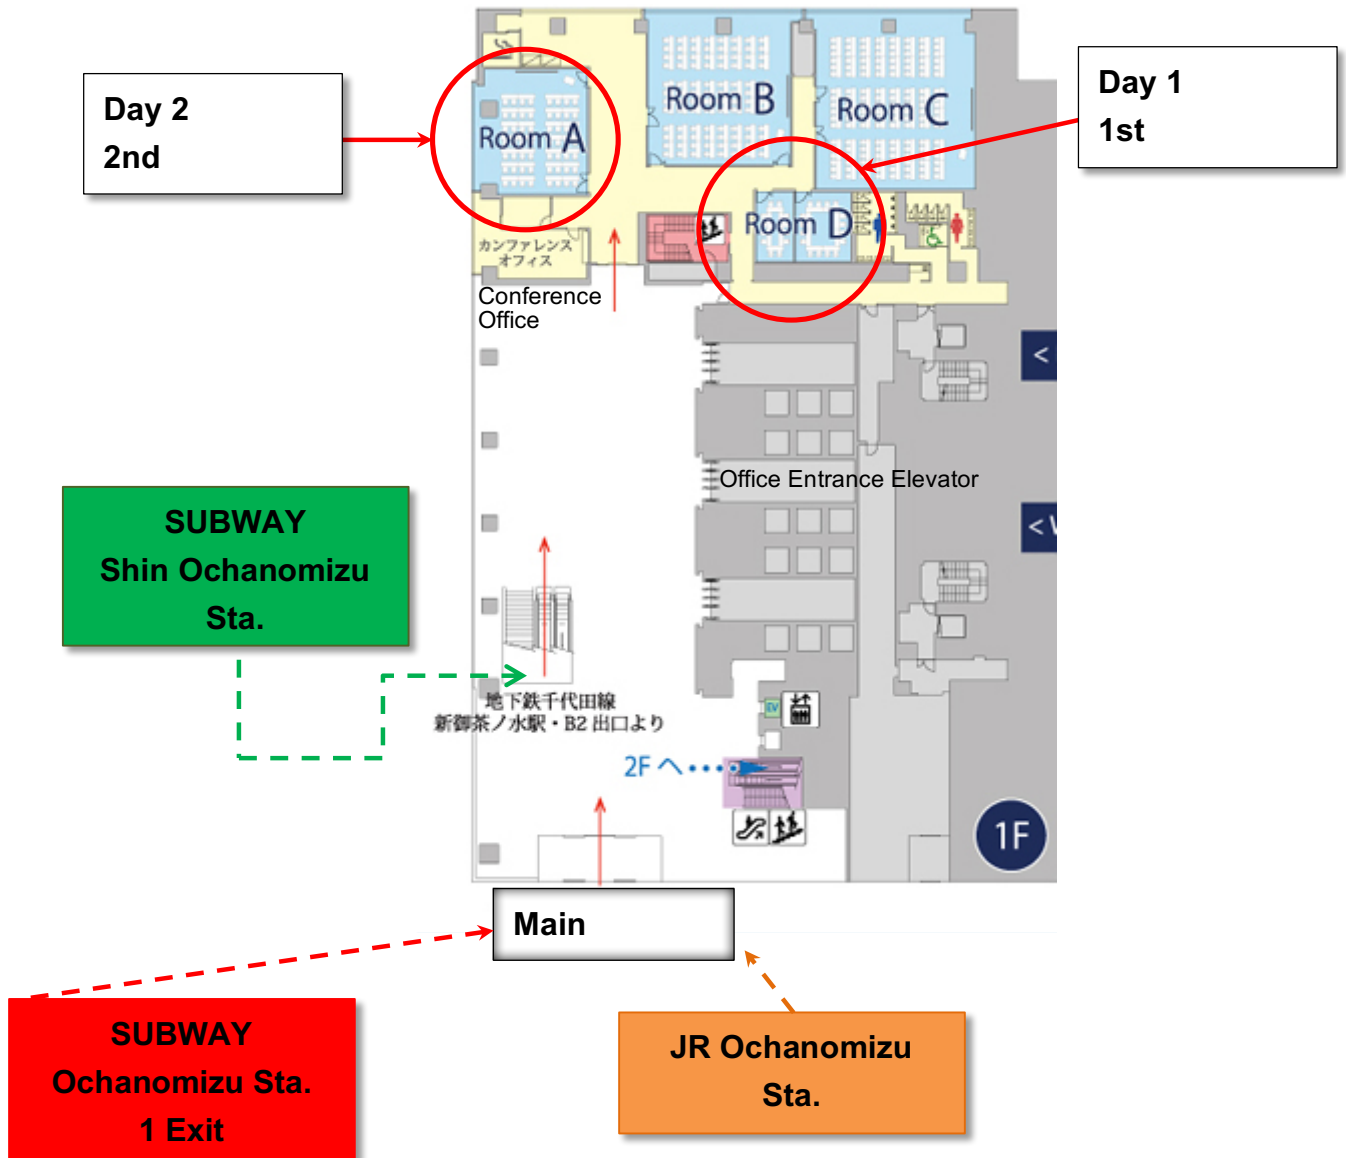 Day 2
2nd
Day 1
1st
Room A
Room B
Room C
Room D
カンファレンス
オフィス
Conference
Office
<
Office Entrance Elevator
SUBWAY
Shin Ochanomizu
Sta.
地下鉄千代田線
新御茶ノ水駅・B2 出口より
EV
2F へ
1F
Main
SUBWAY
Ochanomizu Sta.
1 Exit
JR Ochanomizu
Sta.